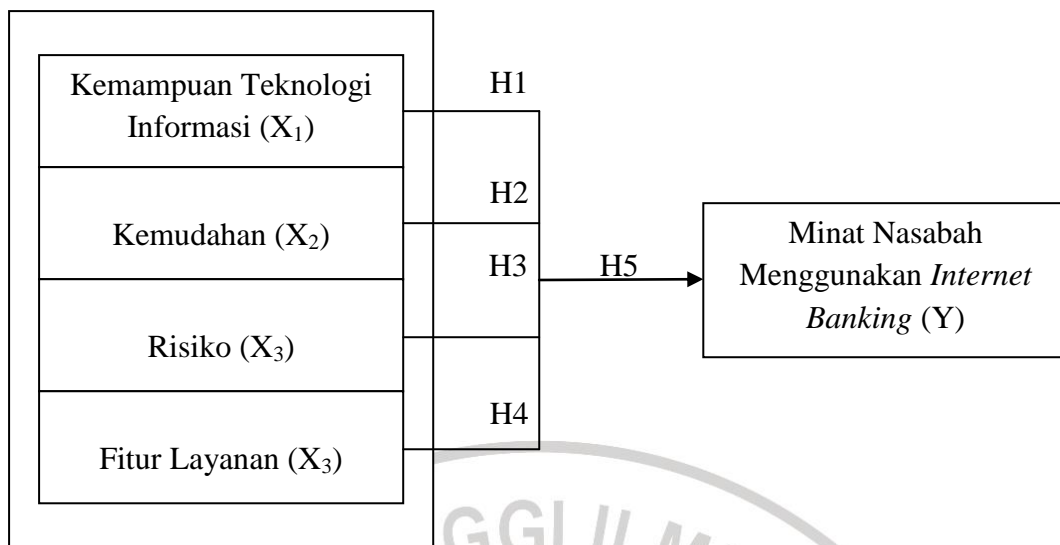 Kemampuan Teknologi
Informasi (X₁)
Kemudahan (X₂)
Risiko (X₃)
Fitur Layanan (X₃)
H1
H2
H3
H4
H5
Minat Nasabah
Menggunakan Internet
Banking (Y)